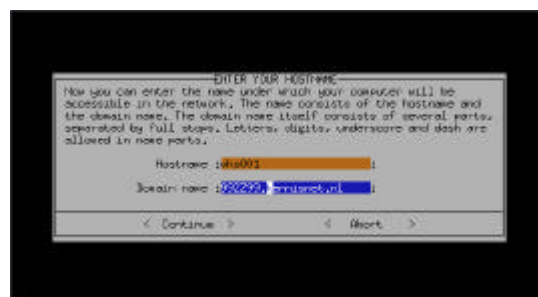 ENTER YOUR HOSTNAME
Now you can enter the name under which your computer will be
accessible in the network. The name consists of the hostname and
the domain name. The domain name itself consists of several parts,
separated by full stops. Letters, digits, underscore and dash are
allowed in name parts.
Hostname :
Domain name :
< Continue >
< Abort >